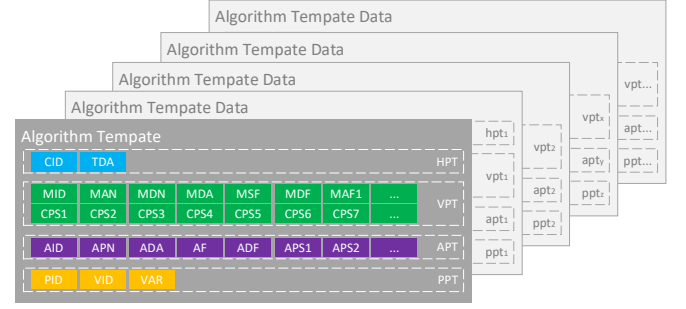 Algorithm Tempate Data
Algorithm Tempate Data
Algorithm Tempate Data
Algorithm Tempate Data
Algorithm Tempate
CID TDA HPT
MID MAN MDN MDA MSF MDF MAF1 ...
CPS1 CPS2 CPS3 CPS4 CPS5 CPS6 CPS7 ...
VPT
AID APN ADA AF ADF APS1 APS2 ... APT
PID VID VAR PPT
hpt1
vpt1
apt1
ppt1
vpt2
apt2
ppt2
vptx
apty
pptz
vpt...
apt...
ppt...